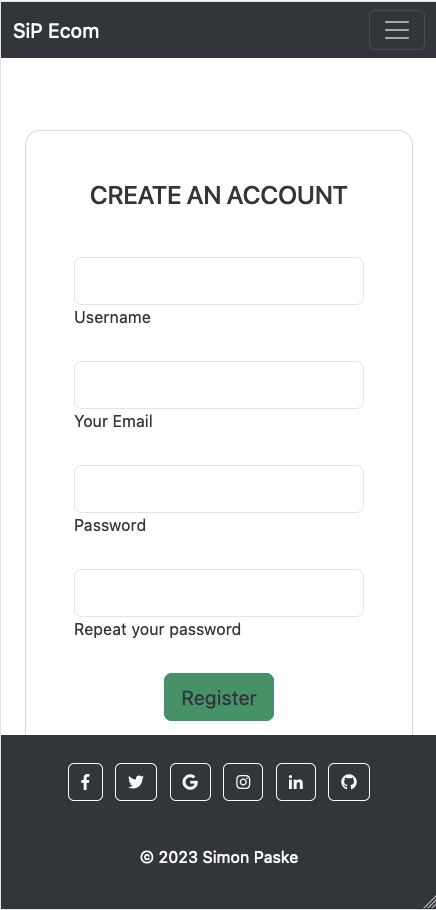 SiP Ecom
CREATE AN ACCOUNT
Username
Your Email
Password
Repeat your password
Register
© 2023 Simon Paske